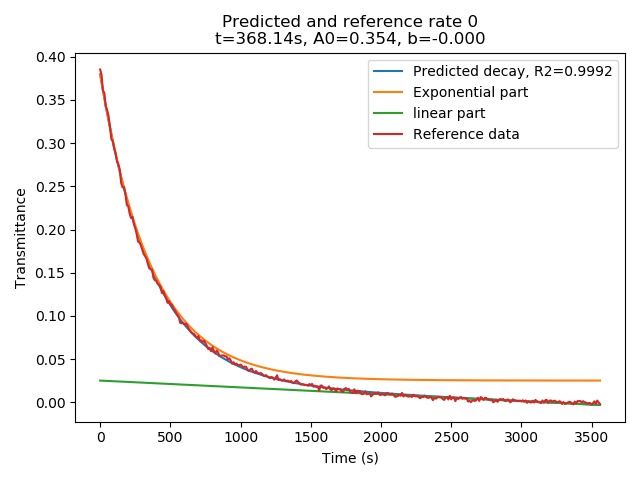 Predicted and reference rate 0
t=368.14s, A0=0.354, b=-0.000
Predicted decay, R2=0.9992
Exponential part
linear part
Reference data
Transmittance
0.40
0.35
0.30
0.25
0.20
0.15
0.10
0.05
0.00
0 500 1000 1500 2000 2500 3000 3500
Time (s)